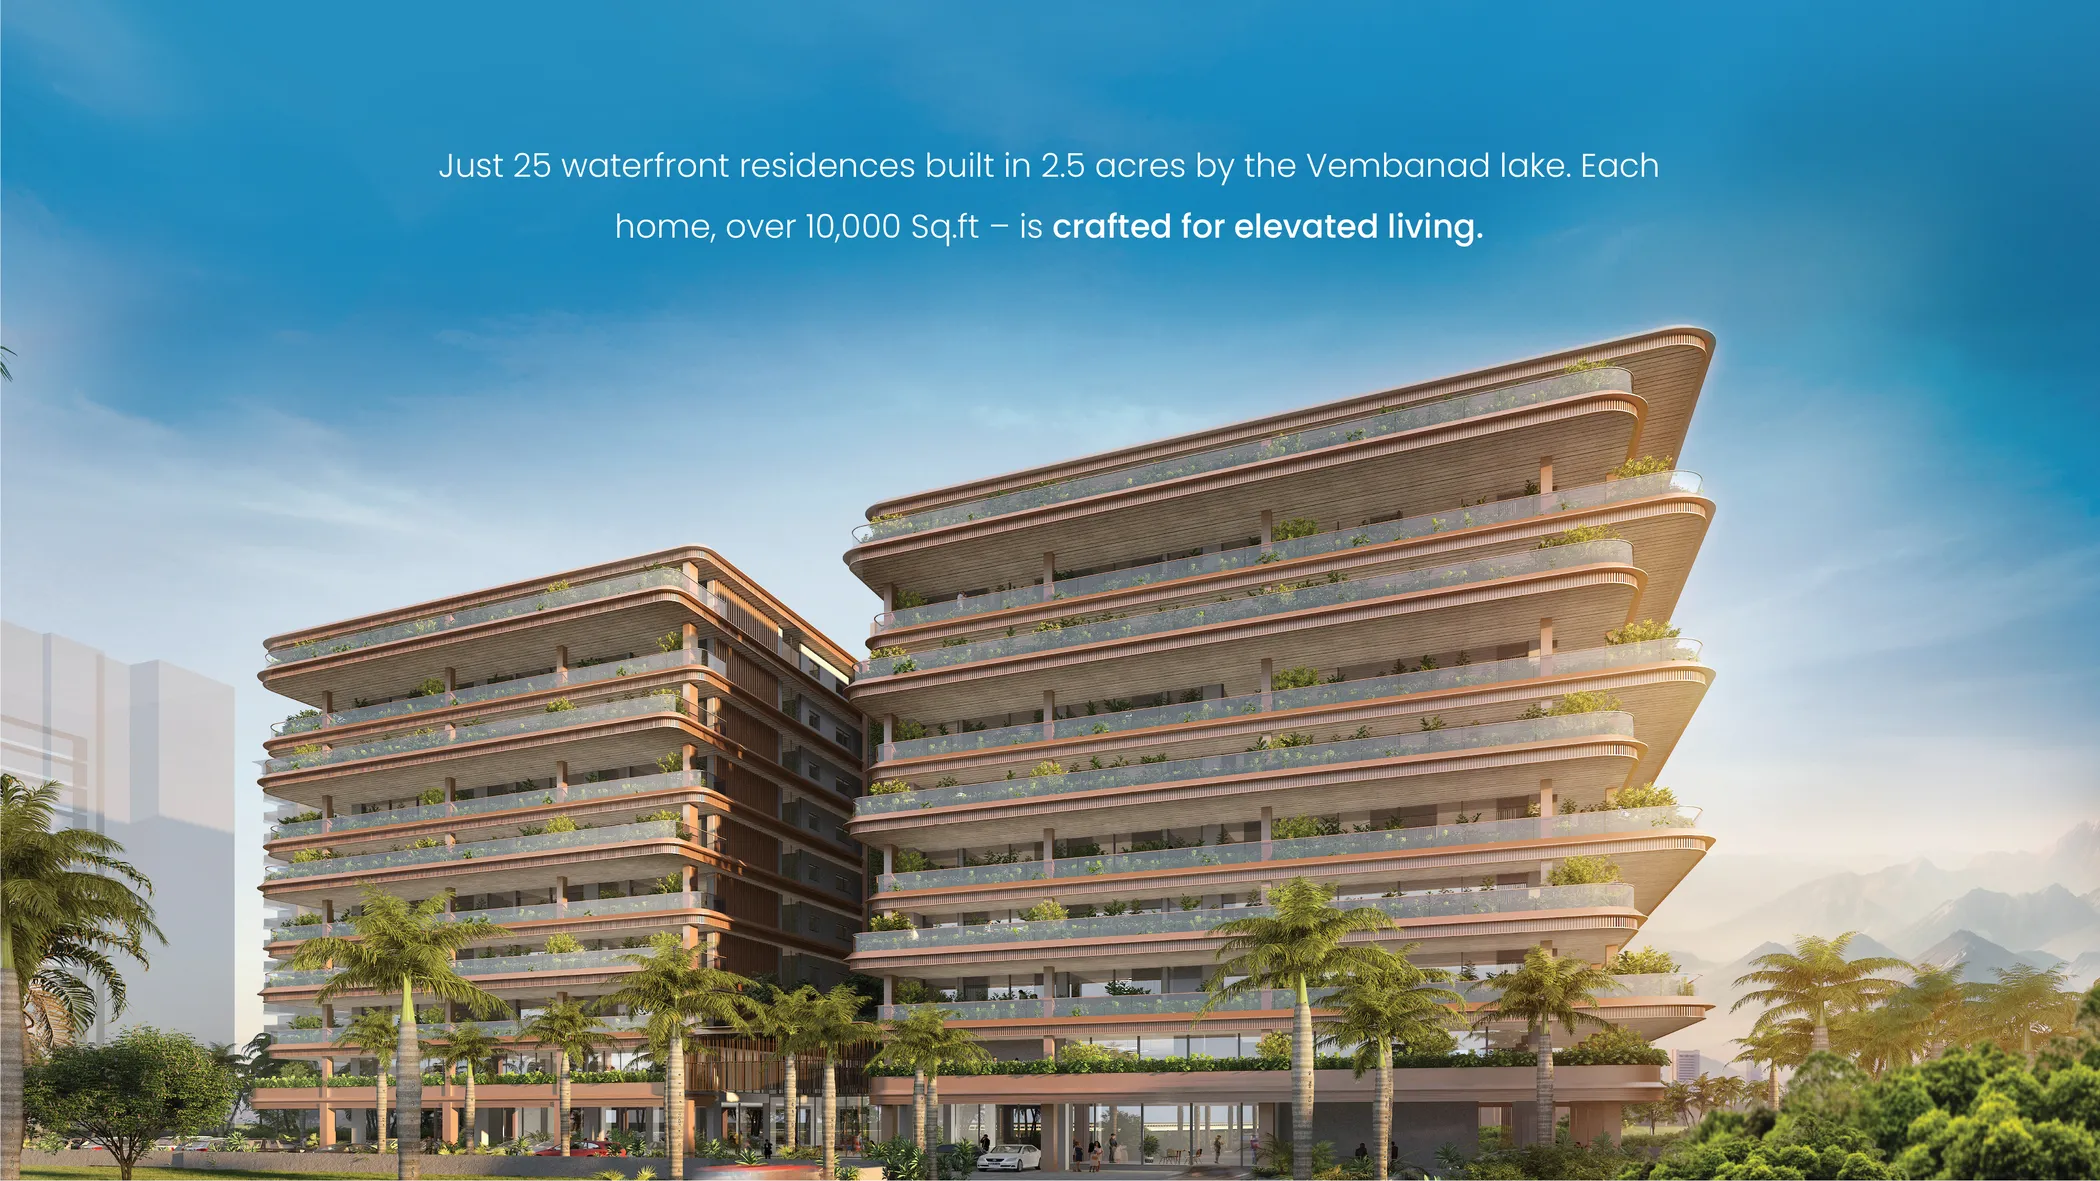 Just 25 waterfront residences built in 2.5 acres by the Vembanad lake. Each
home, over 10,000 Sq.ft – is crafted for elevated living.